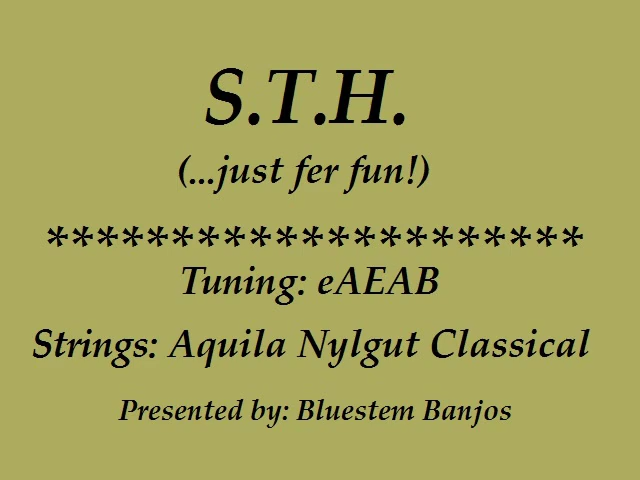 S.T.H.
(...just fer fun!)
*********************
Tuning: eAEAB
Strings: Aquila Nylgut Classical
Presented by: Bluestem Banjos